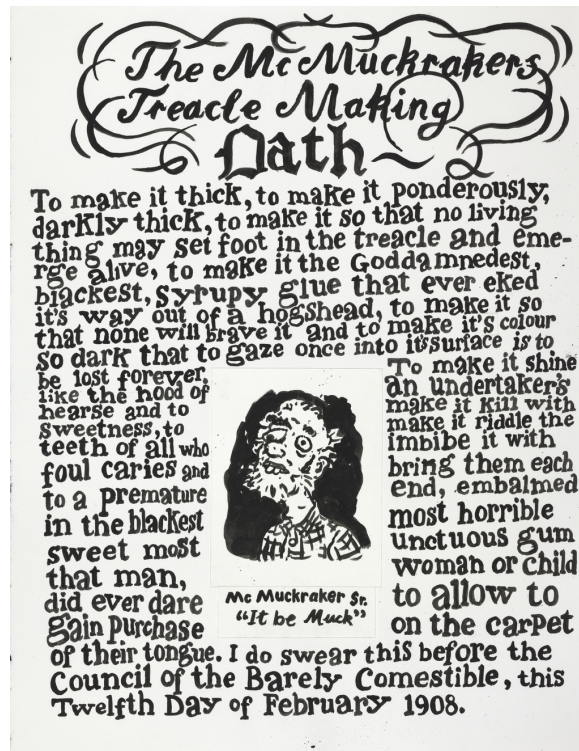 The McMuckrakers
Treacle Making
Oath
To make it thick, to make it ponderously,
darkly thick, to make it so that no living
thing may set foot in the treacle and eme-
rge alive, to make it the Goddamnedest,
blackest, syrupy glue that ever eked
it's way out of a hogshead, to make it so
that none will brave it and to make it's colour
so dark that to gaze once into it's surface is to
be lost forever, To make it shine
like the hood of an undertakers
hearse and to make it kill with
sweetness, to make it riddle the
teeth of all who imbibe it with
foul caries and bring them each
to a premature end, embalmed
in the blackest most horrible
sweet most unctuous gum
that man, woman or child
did ever dare to allow to
gain purchase on the carpet
Mc Muckraker Sr.
"It be Muck"
of their tongue. I do swear this before the
Council of the Barely Comestible, this
Twelfth Day of February 1908.